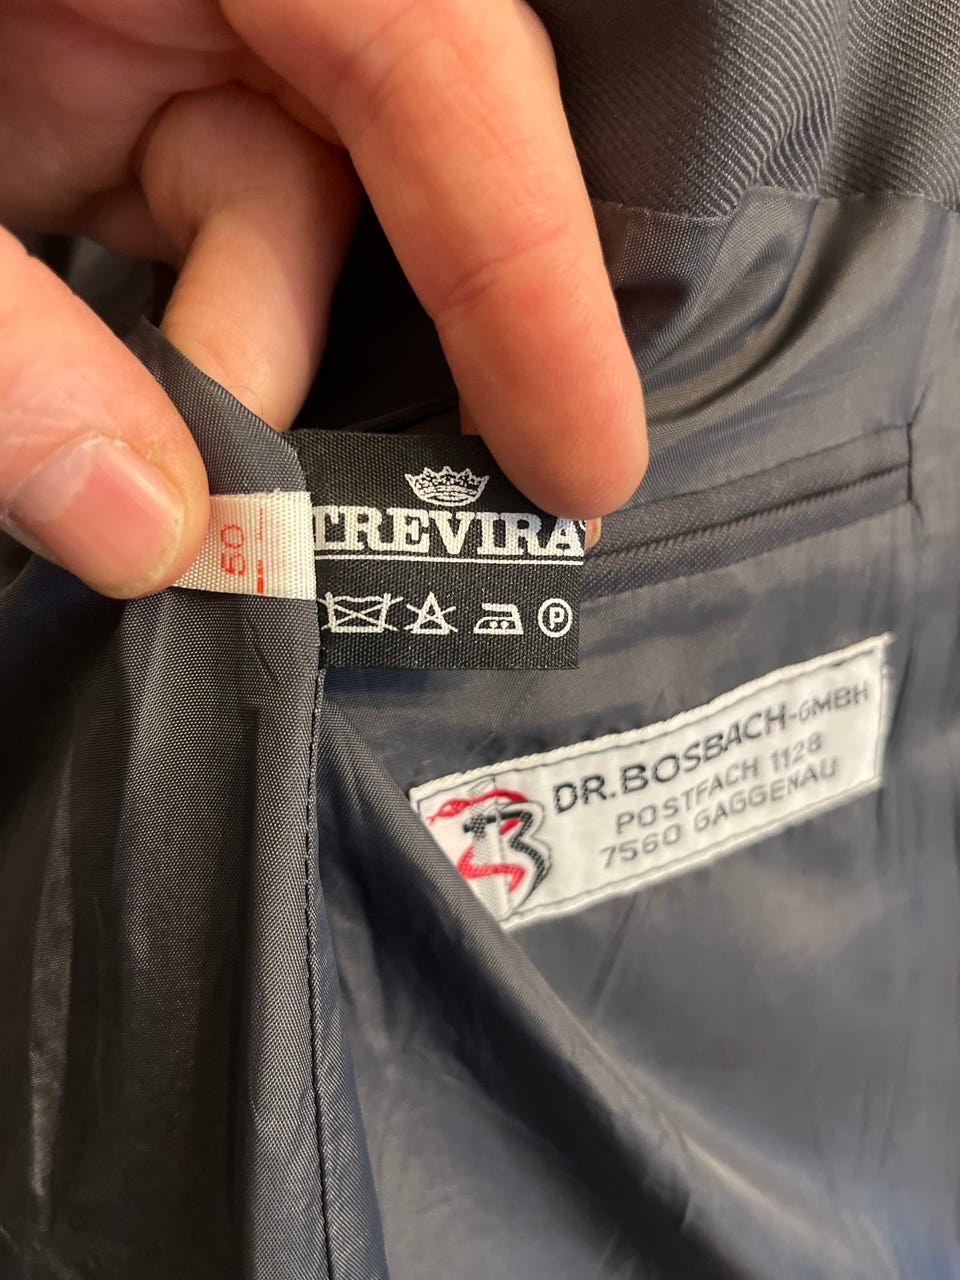 50
TREVIRA
P
DR.BOSBACH-GMBH
POSTFACH 1128
7560 GAGGENAU
B